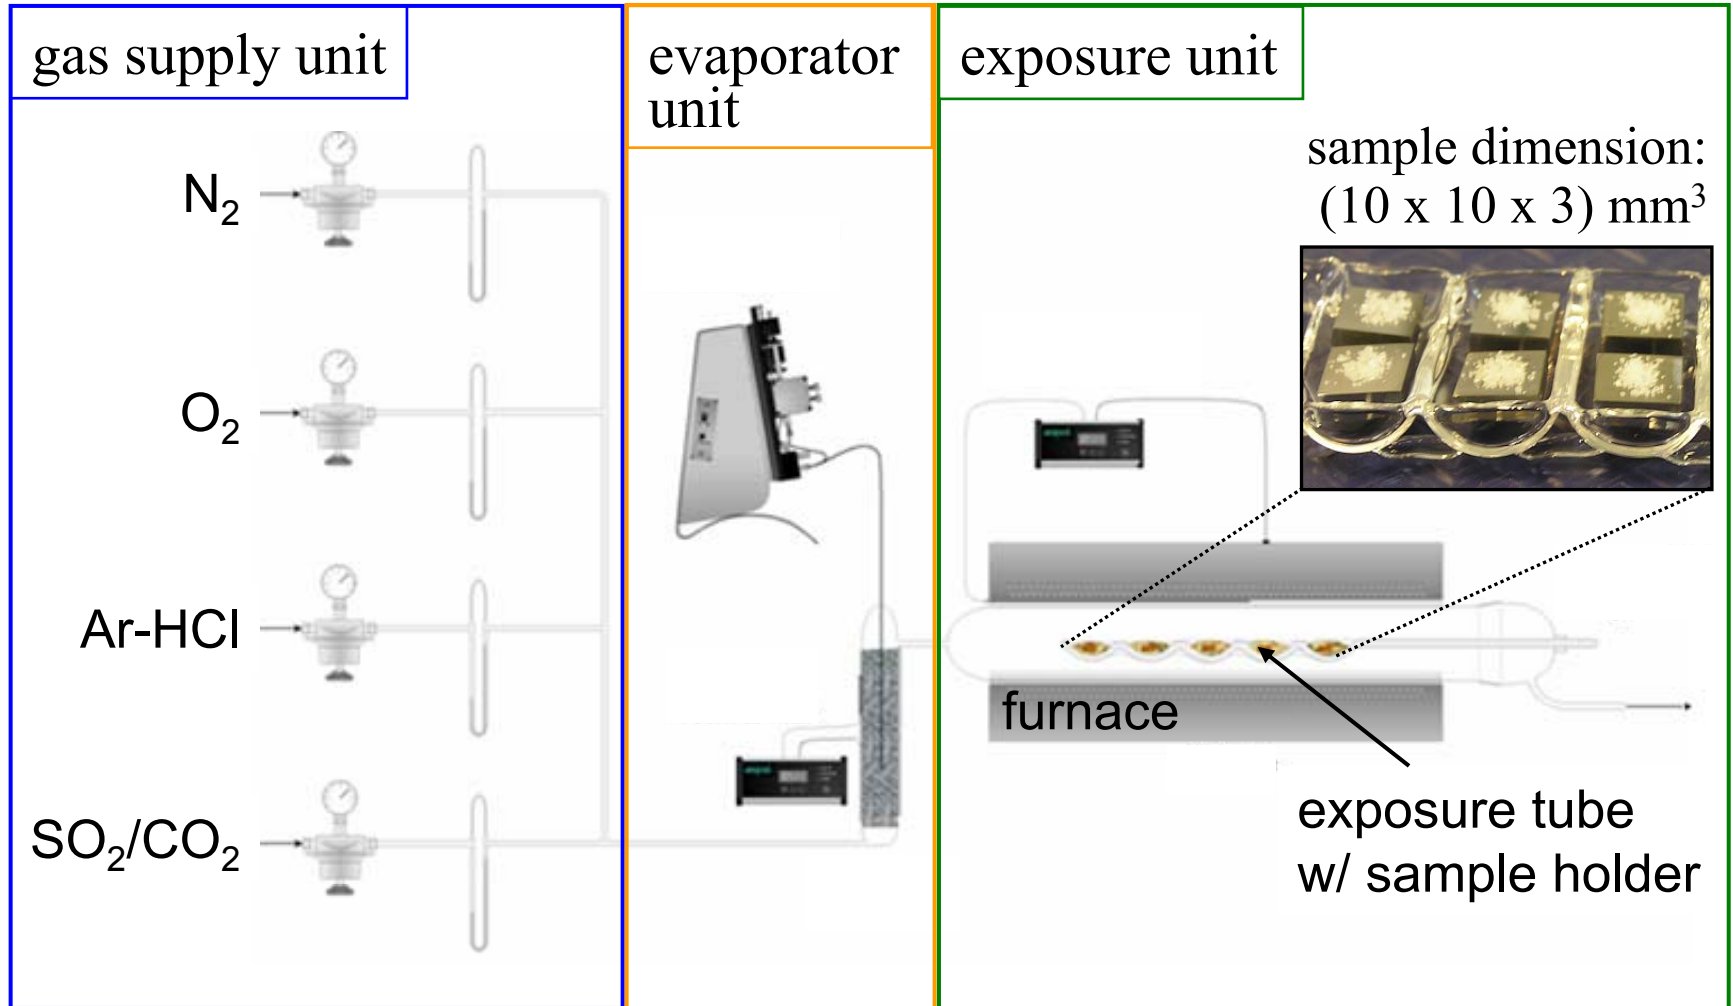 gas supply unit
evaporator
unit
exposure unit
sample dimension:
(10 x 10 x 3) mm³
N₂
O₂
Ar-HCl
SO₂/CO₂
furnace
exposure tube
w/ sample holder